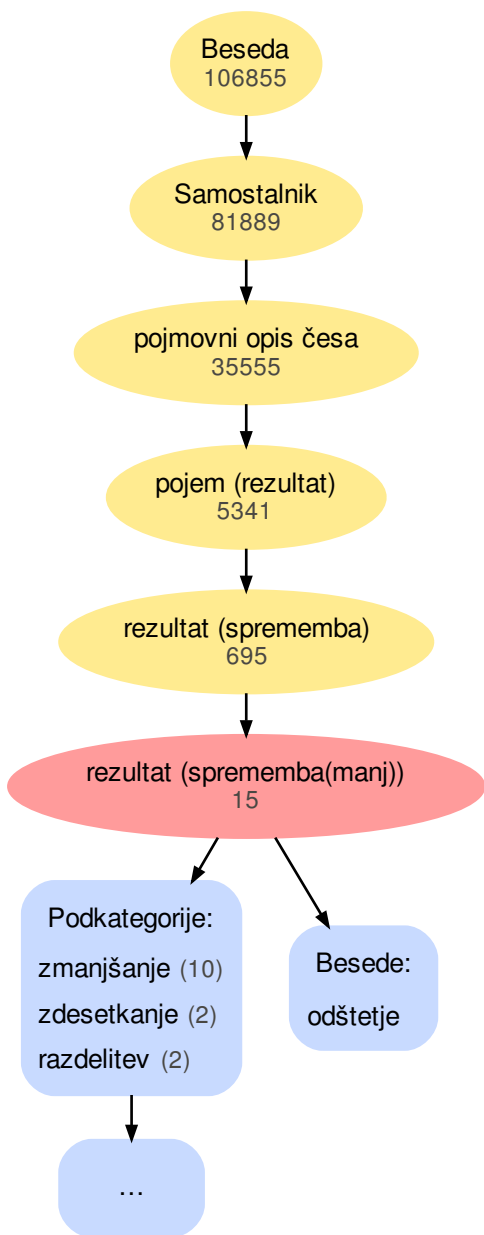 Beseda
106855
Samostalnik
81889
pojmovni opis česa
35555
pojem (rezultat)
5341
rezultat (sprememba)
695
rezultat (sprememba(manj))
15
Podkategorije:
zmanjšanje (10)
zdesetkanje (2)
razdelitev (2)
Besede:
odštetje
...